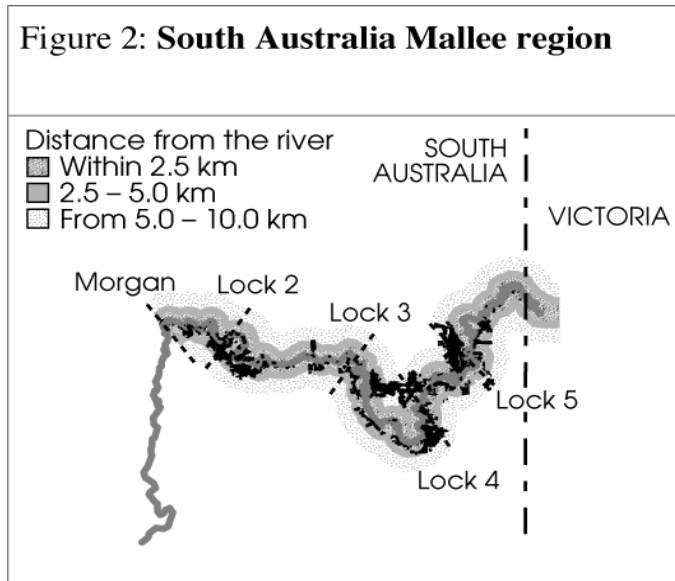 Figure 2: South Australia Mallee region
Distance from the river
Within 2.5 km
2.5 – 5.0 km
From 5.0 – 10.0 km
SOUTH
AUSTRALIA
VICTORIA
Morgan
Lock 2
Lock 3
Lock 5
Lock 4